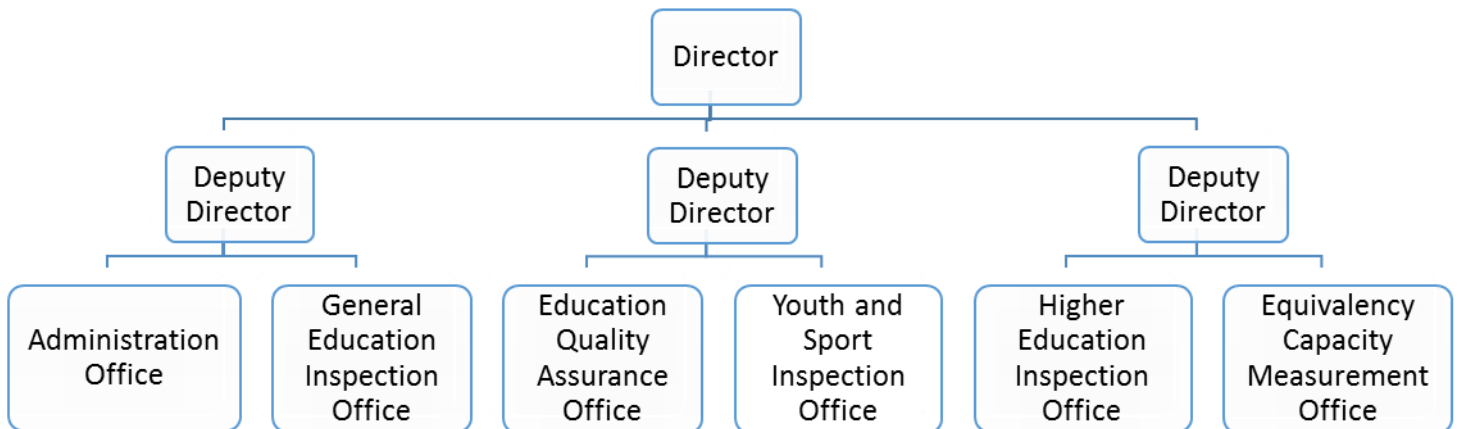 Director
Deputy
Director
Deputy
Director
Deputy
Director
Administration
Office
General
Education
Inspection
Office
Education
Quality
Assurance
Office
Youth and
Sport
Inspection
Office
Higher
Education
Inspection
Office
Equivalency
Capacity
Measurement
Office